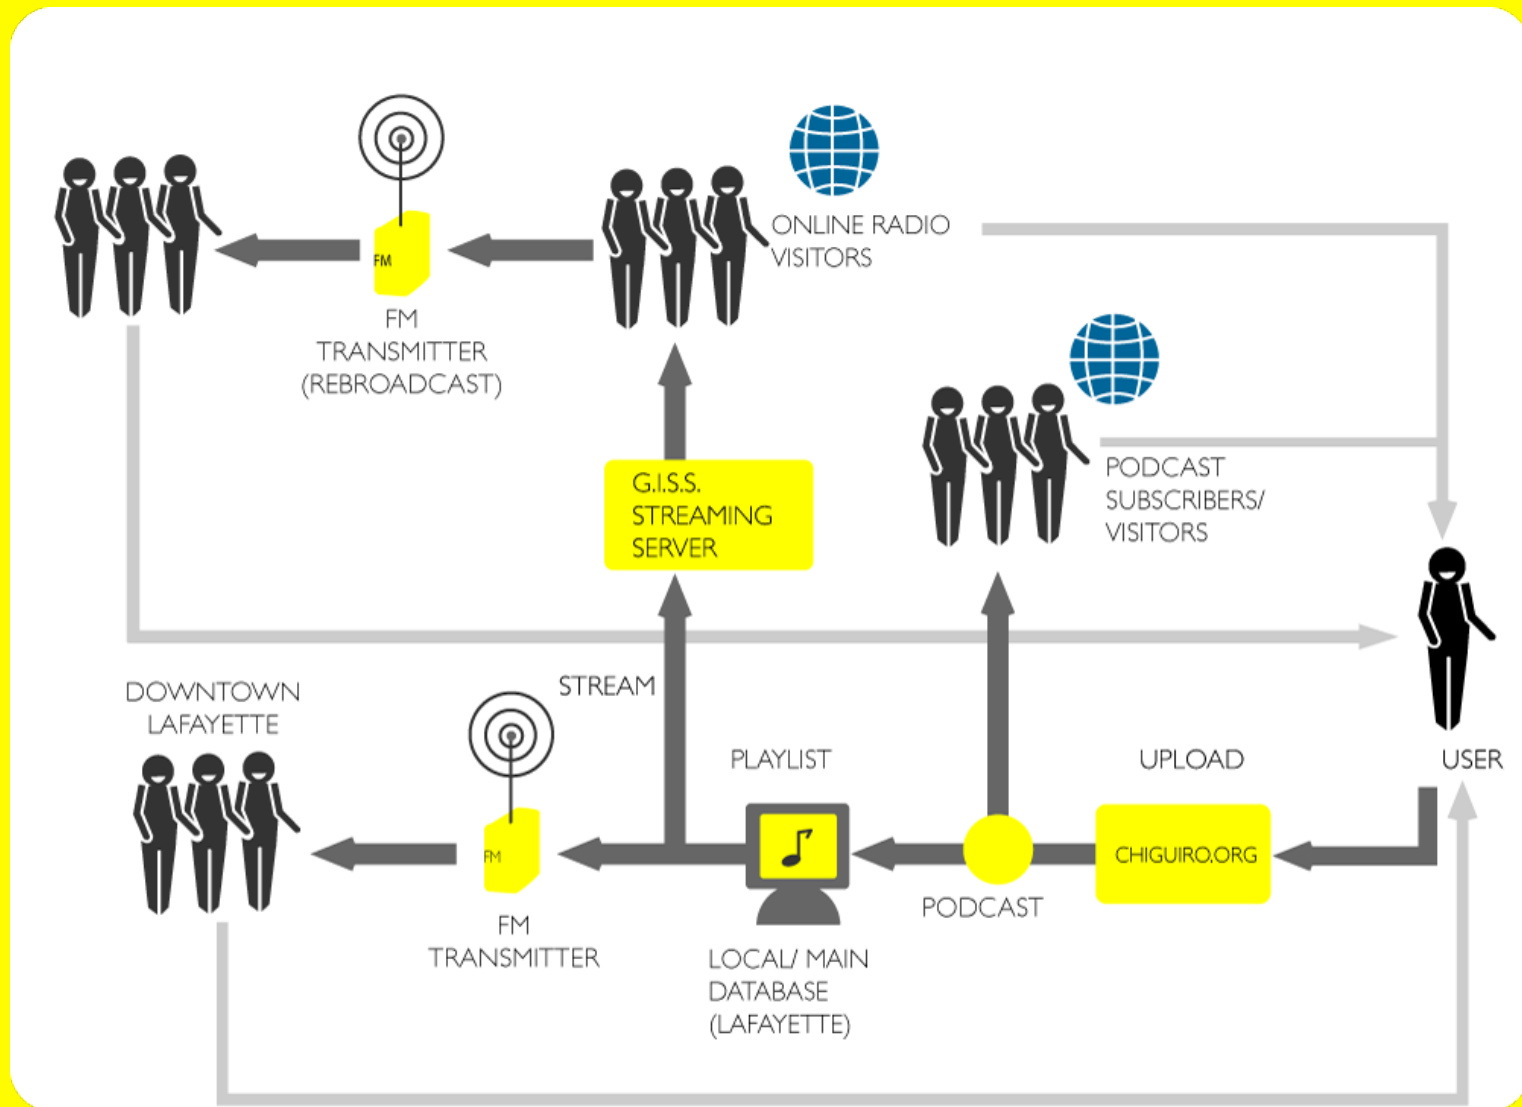 ONLINE RADIO
VISITORS
FM
FM
TRANSMITTER
(REBROADCAST)
PODCAST
SUBSCRIBERS/
VISITORS
G.I.S.S.
STREAMING
SERVER
DOWNTOWN
LAFAYETTE
STREAM
PLAYLIST
UPLOAD
USER
FM
CHIGUIRO.ORG
PODCAST
FM
TRANSMITTER
LOCAL/ MAIN
DATABASE
(LAFAYETTE)